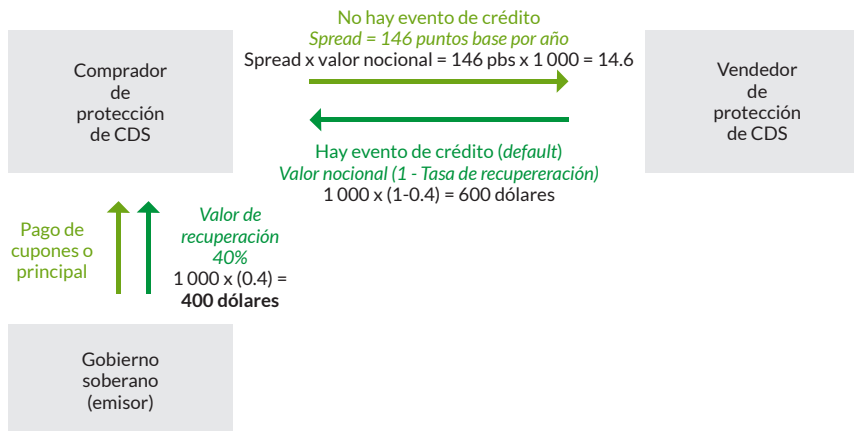 No hay evento de crédito
Spread = 146 puntos base por año
Spread x valor nocional = 146 pbs x 1 000 = 14.6
Comprador
de
protección
de CDS
Vendedor
de
protección
de CDS
Hay evento de crédito (default)
Valor nocional (1 - Tasa de recupereración)
1 000 x (1-0.4) = 600 dólares
Pago de
cupones o
principal
Valor de
recuperación
40%
1 000 x (0.4) =
400 dólares
Gobierno
soberano
(emisor)